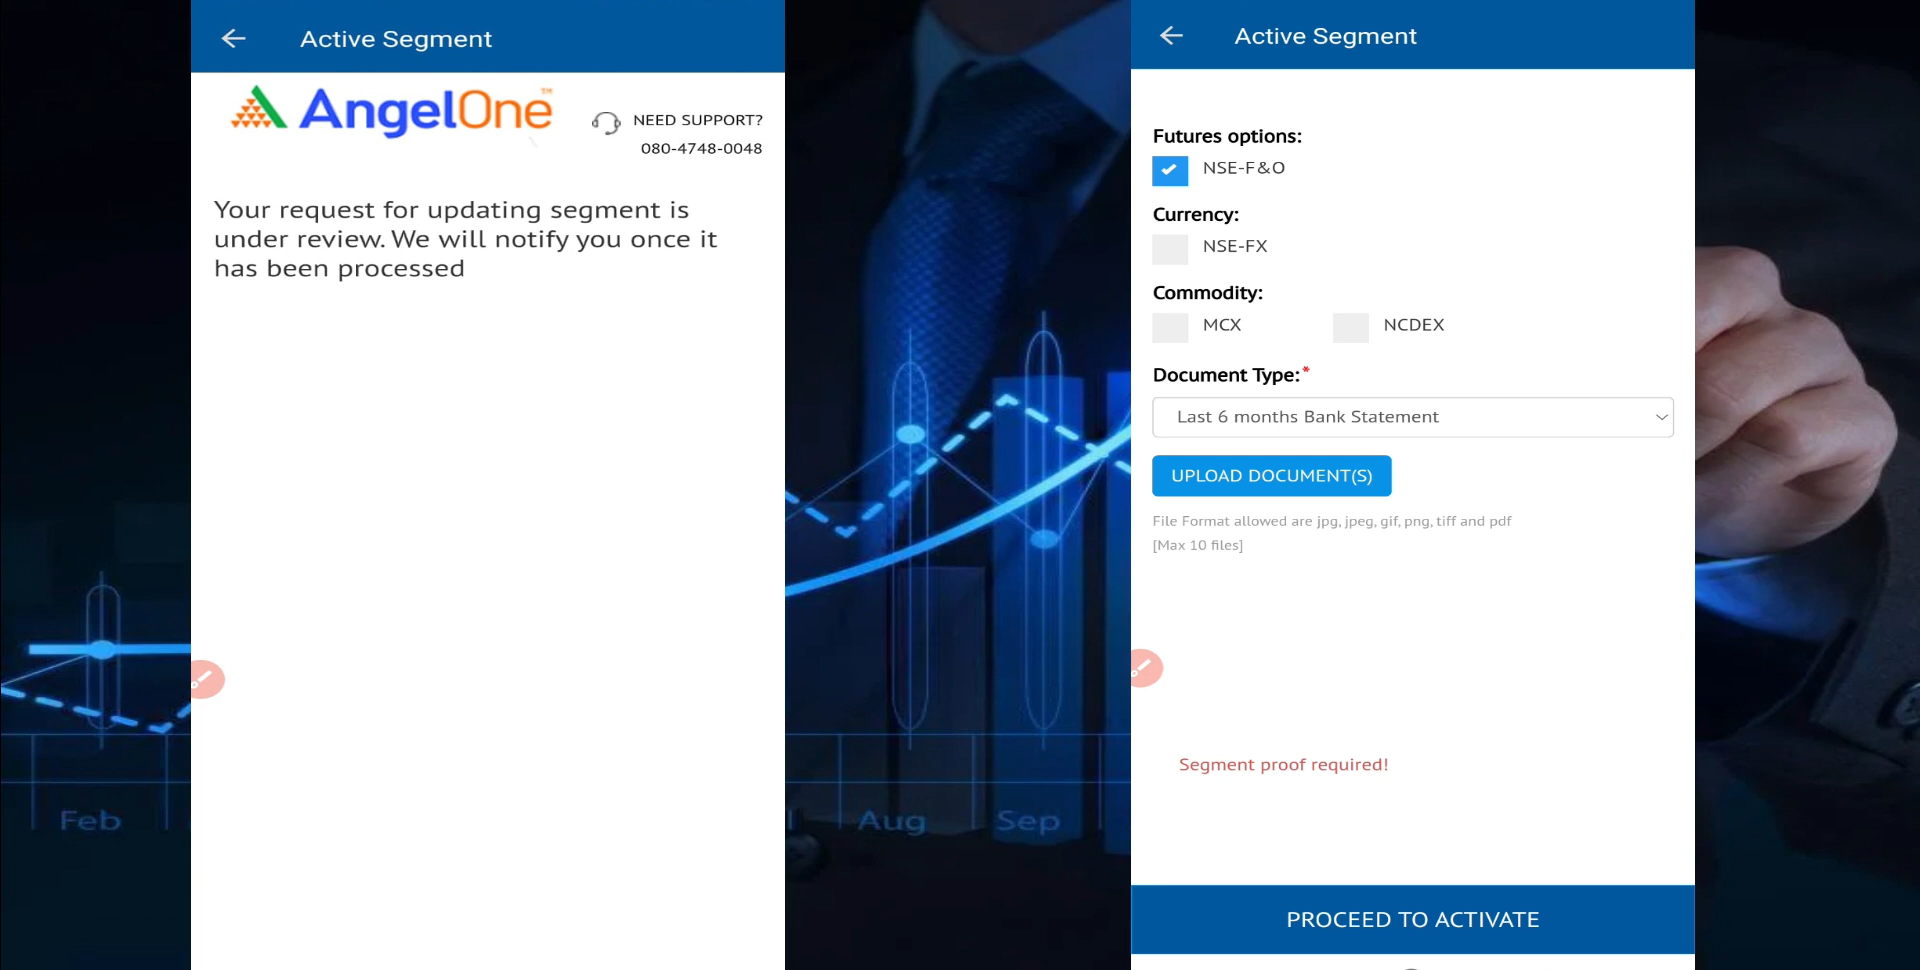 Active Segment
AngelOne™
NEED SUPPORT?
080-4748-0048
Your request for updating segment is
under review. We will notify you once it
has been processed
Feb
Aug
Sep
Active Segment
Futures options:
NSE-F&O
Currency:
NSE-FX
Commodity:
MCX
NCDEX
Document Type:*
Last 6 months Bank Statement
UPLOAD DOCUMENT(S)
File Format allowed are jpg, jpeg, gif, png, tiff and pdf
[Max 10 files]
Segment proof required!
PROCEED TO ACTIVATE